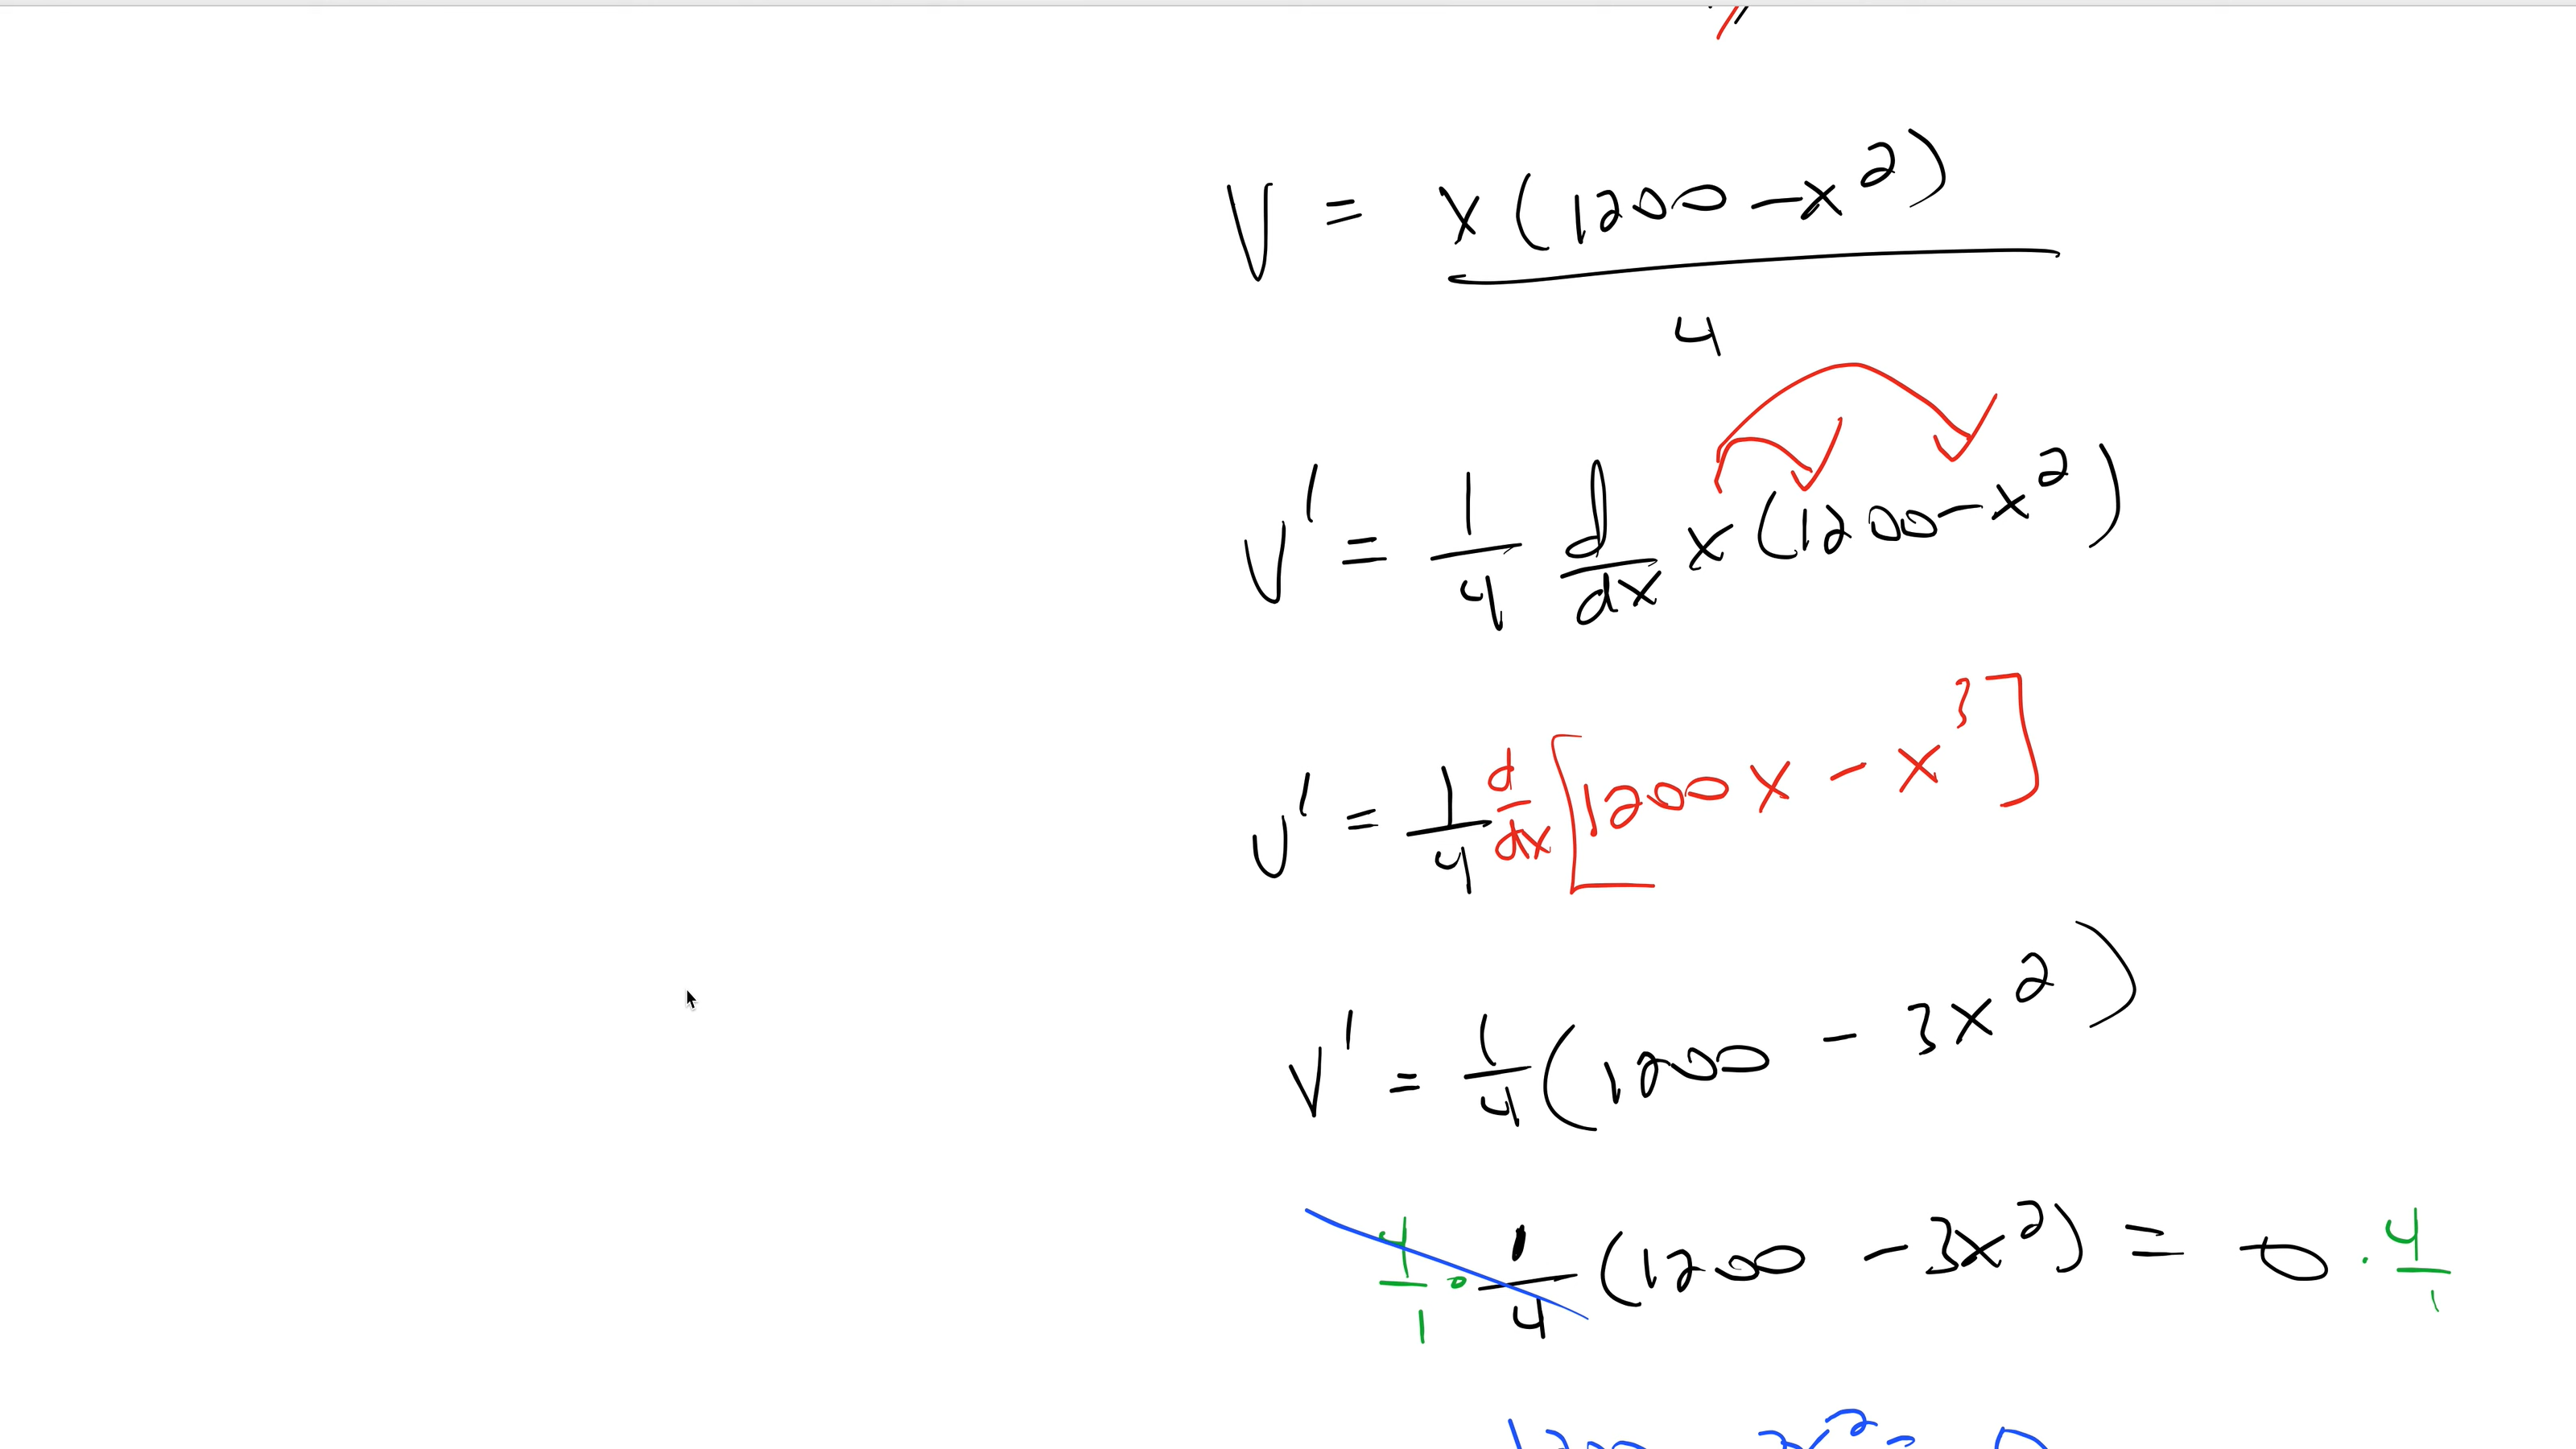 V = x(1200 - x²) / 4
V' = 1/4 d/dx x(1200 - x²)
V' = 1/4 d/dx [1200x - x³]
V' = 1/4 (1200 - 3x²)
4/1 · 1/4 (1200 - 3x²) = 0 · 4/1